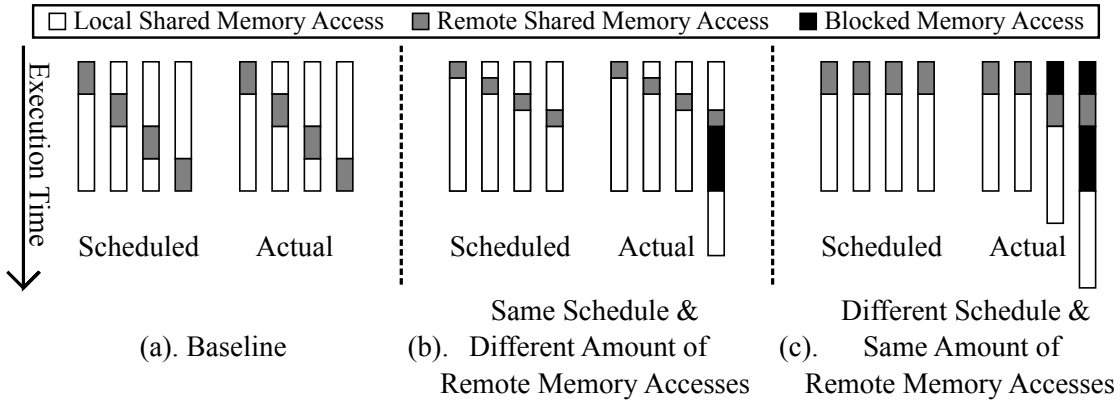 Local Shared Memory Access Remote Shared Memory Access Blocked Memory Access
Execution Time
Scheduled Actual
Scheduled Actual
Scheduled Actual
(a). Baseline
Same Schedule &
(b). Different Amount of
Remote Memory Accesses
Different Schedule &
(c). Same Amount of
Remote Memory Accesses